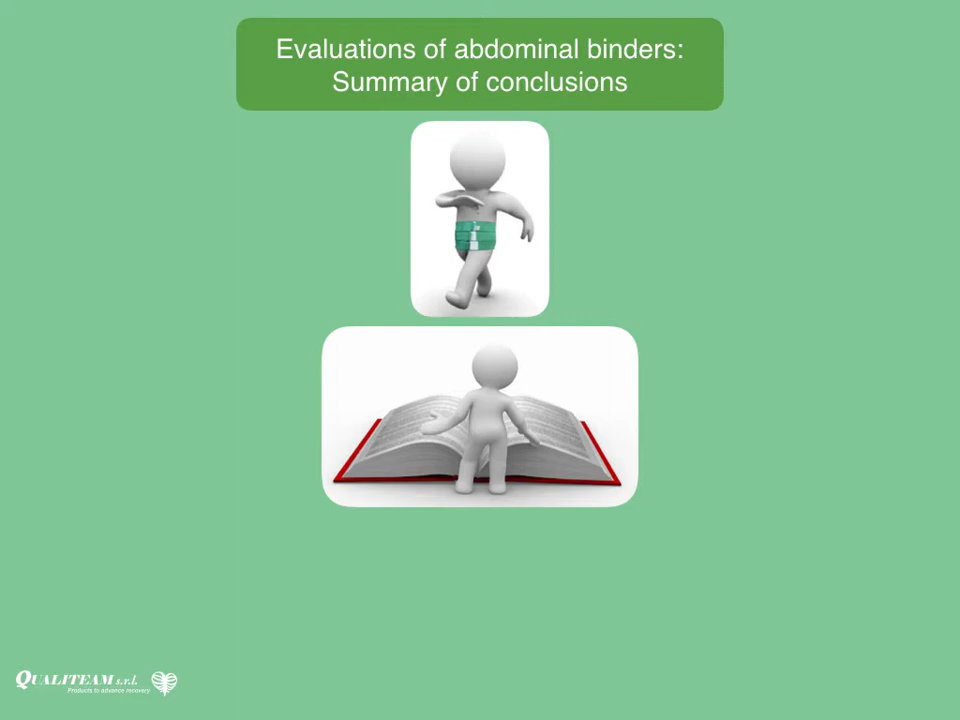 Evaluations of abdominal binders:
Summary of conclusions
QUALITEAM s.r.l.
Products to advance recovery